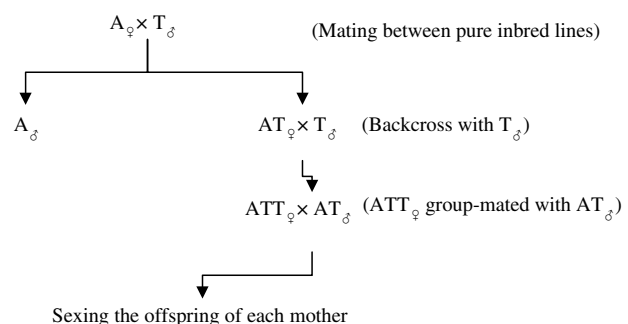 A♀ × T♂ (Mating between pure inbred lines)
A♂ AT♀ × T♂ (Backcross with T♂)
ATT♀ × AT♂ (ATT♀ group-mated with AT♂)
Sexing the offspring of each mother